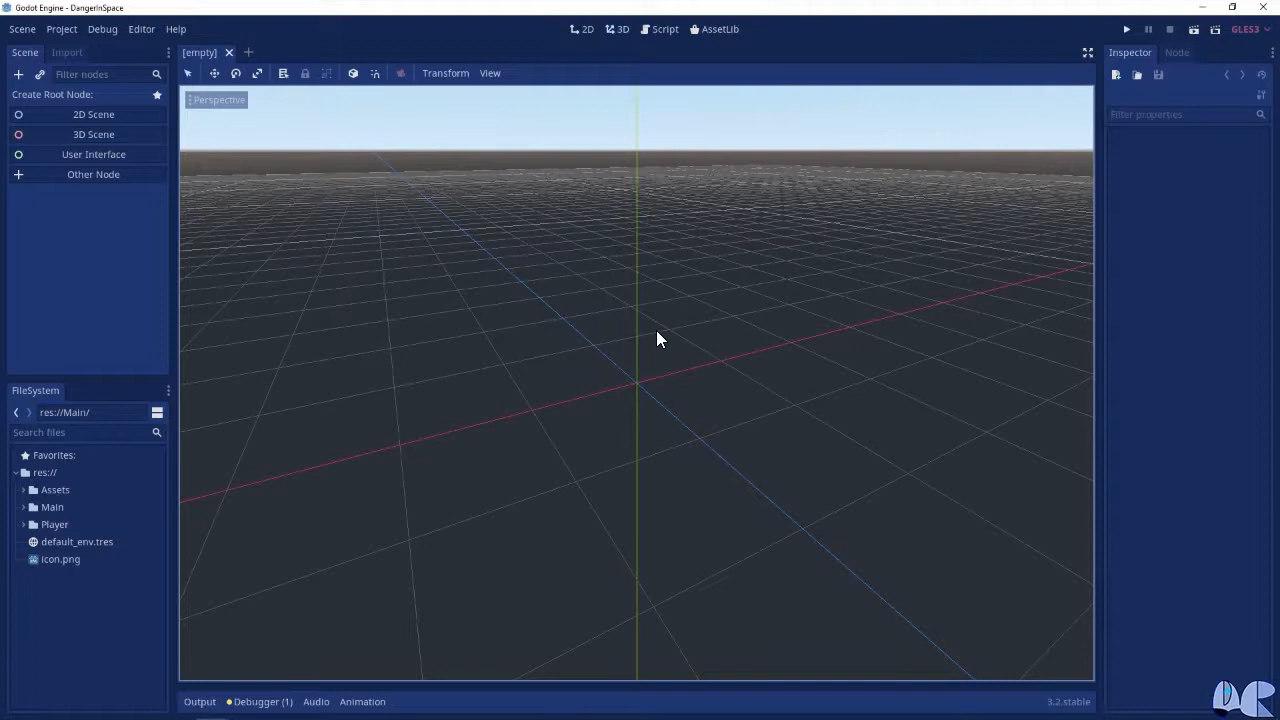 Godot Engine - DangerInSpace
Scene Project Debug Editor Help
2D 3D Script AssetLib
GLES3
Scene Import
[empty]
Inspector Node
Filter nodes
Transform View
Create Root Node:
Perspective
2D Scene
Filter properties
3D Scene
User Interface
Other Node
FileSystem
res://Main/
Search files
Favorites:
res://
Assets
Main
Player
default_env.tres
icon.png
Output Debugger (1) Audio Animation
3.2.stable